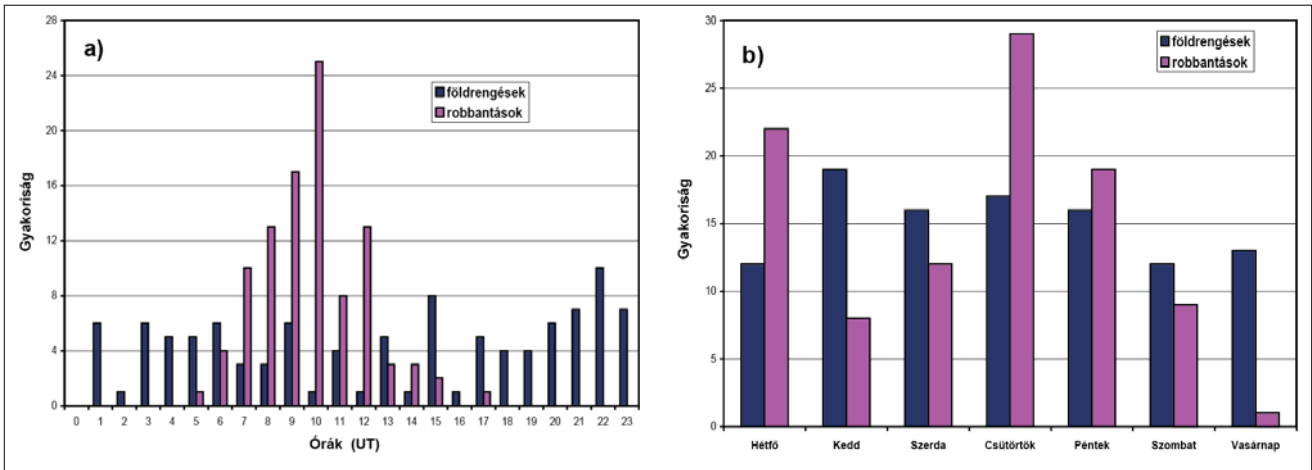 a)
földrengések
robbantások
Gyakoriság
28
24
20
16
12
8
4
0
0 1 2 3 4 5 6 7 8 9 10 11 12 13 14 15 16 17 18 19 20 21 22 23
Órák (UT)
b)
földrengések
robbantások
Gyakoriság
30
25
20
15
10
5
0
Hétfő Kedd Szerda Csütörtök Péntek Szombat Vasárnap